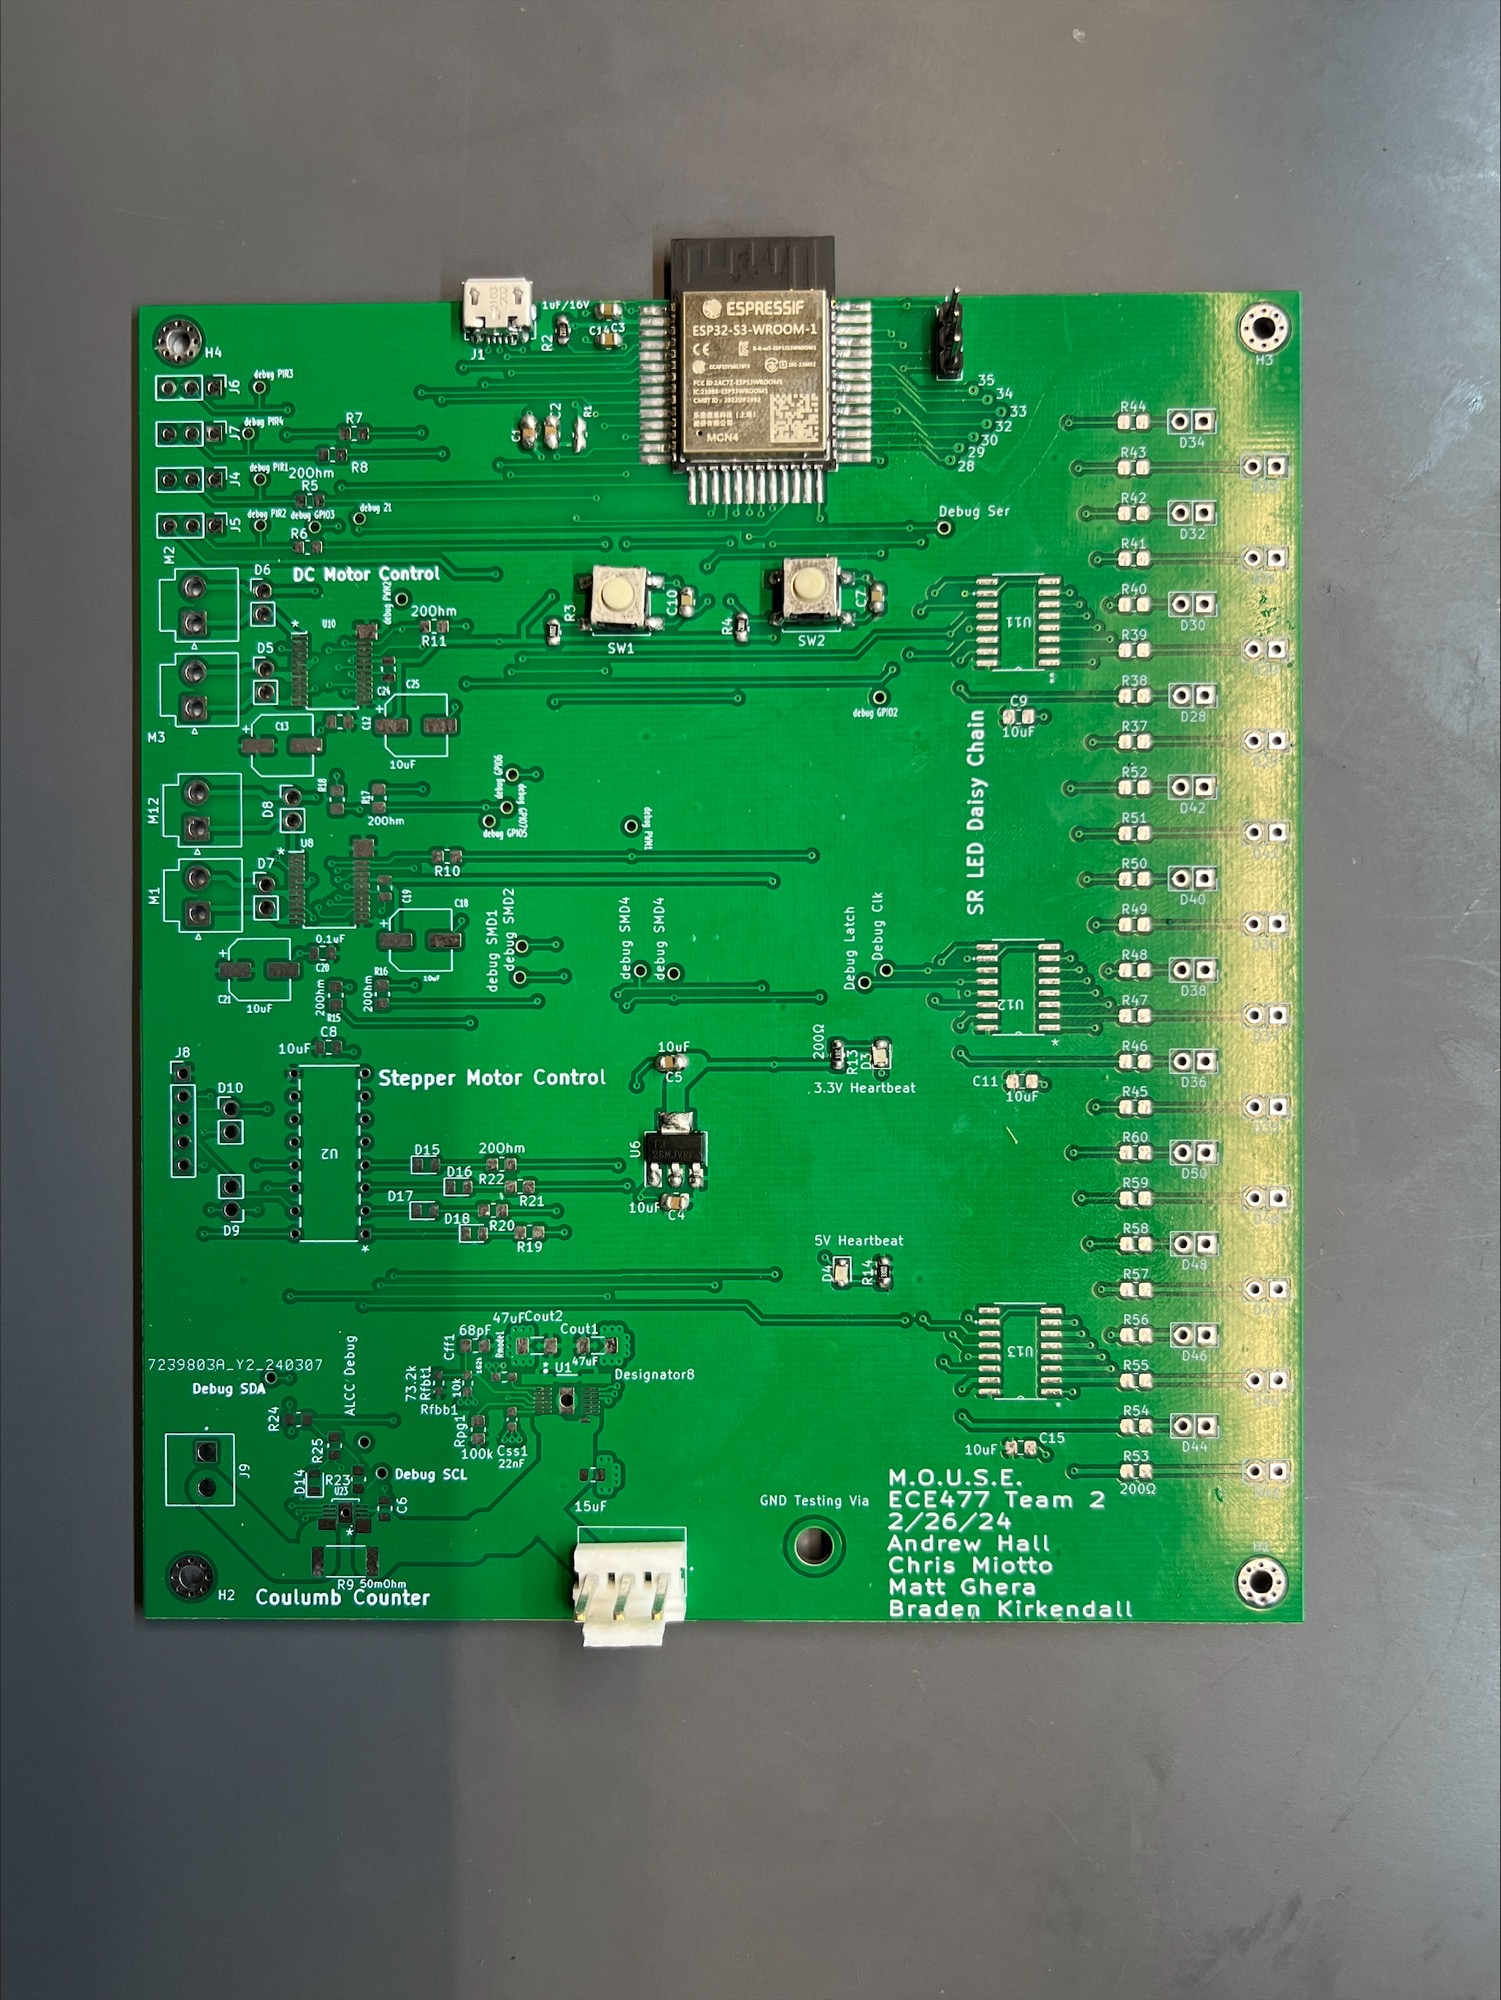 1uF/16V
R2
C14
C3
J1
H4
H3
ESPRESSIF
ESP32-S3-WROOM-1
CE
FCC ID:2AC7Z-ESPS3WROOM1
MCN4
J6
debug PIR3
J7
debug PIR4
R7
R8
C1
C2
R1
J4
debug PIR1
200hm
R5
J5
debug PIR2
debug GPIO3
debug 21
R6
35
34
33
32
30
29
28
Debug Ser
R44
D34
R43
R42
D32
R41
R40
D30
R39
R38
D28
R37
R52
D42
R51
R50
D40
R49
R48
D38
R47
R46
D36
R45
R60
D50
R59
R58
D48
R57
R56
D46
R55
R54
D44
R53
200Ω
M2
D6
DC Motor Control
debug PWM2
200hm
R11
U10
D5
M3
C24
C25
C13
C12
10uF
R3
C10
SW1
R4
C7
SW2
U11
C9
10uF
debug GPIO2
SR LED Daisy Chain
M12
D8
R18
R17
200hm
debug GPIO6
debug GPIO5
debug PWM1
U8
D7
M1
R10
C19
C18
10uF
0.1uF
C20
C21
10uF
R16
200hm
200hm
R15
debug SMD1
debug SMD2
debug SMD4
debug SMD4
Debug Latch
Debug Clk
U12
C11
10uF
C8
10uF
J8
D10
Stepper Motor Control
U2
D9
D15
200hm
R22
D16
R21
D17
R20
D18
R19
10uF
C5
U6
10uF
C4
200Ω
R13
D3
3.3V Heartbeat
5V Heartbeat
D4
R14
47uF
Cout2
68pF
Cff1
Cout1
47uF
U1
Designator8
73.2k
Rfbt1
10k
Rfbb1
Rpg1
100k
Css1
22nF
15uF
U13
C15
10uF
7239803A_Y2_240307
Debug SDA
ALCC Debug
R24
R25
J9
D14
R23
U23
C6
Debug SCL
H2
R9
50mOhm
Coulumb Counter
GND Testing Via
M.O.U.S.E.
ECE477 Team 2
2/26/24
Andrew Hall
Chris Miotto
Matt Ghera
Braden Kirkendall